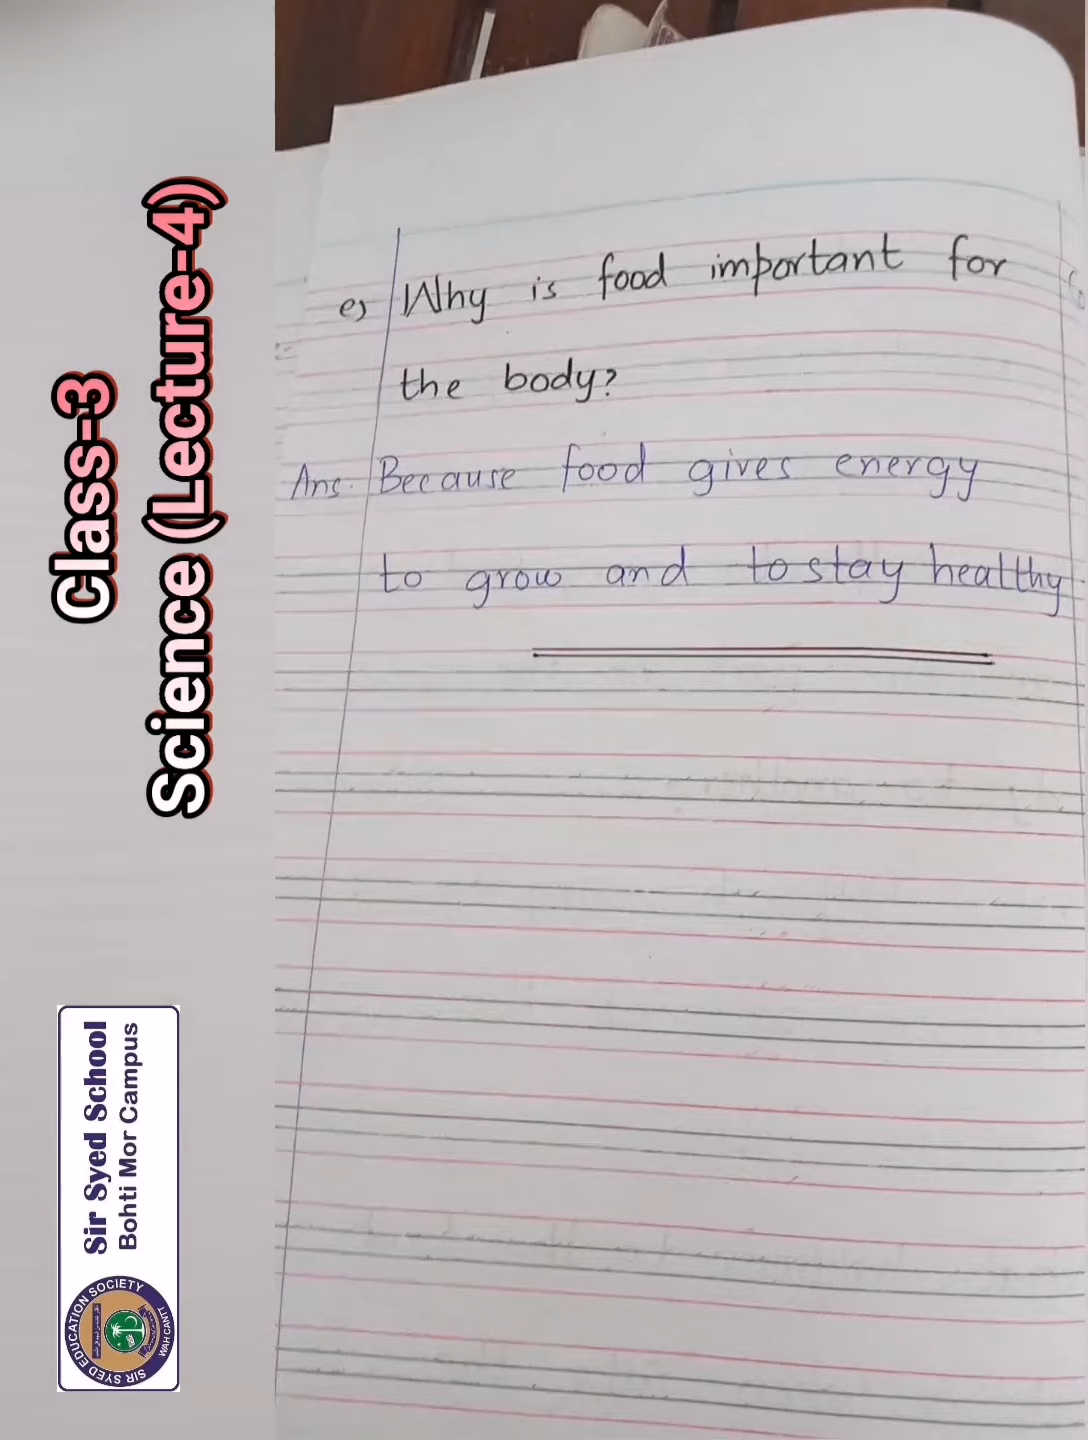 Class-3
Science (Lecture-4)
Sir Syed School
Bohti Mor Campus
SIR SYED EDUCATION SOCIETY
WAH CANTT
e) Why is food important for
the body?
Ans. Because food gives energy
to grow and to stay healthy